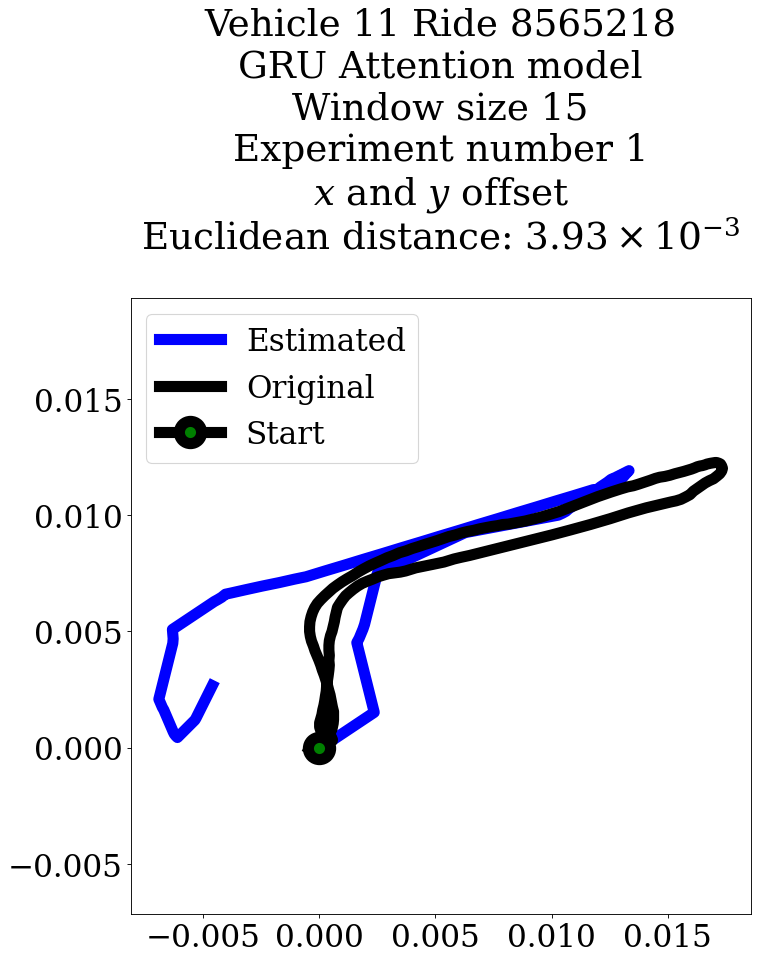 Vehicle 11 Ride 8565218
GRU Attention model
Window size 15
Experiment number 1
x and y offset
Euclidean distance: 3.93 × 10⁻³
Estimated
Original
Start
0.015
0.010
0.005
0.000
−0.005
−0.005 0.000 0.005 0.010 0.015